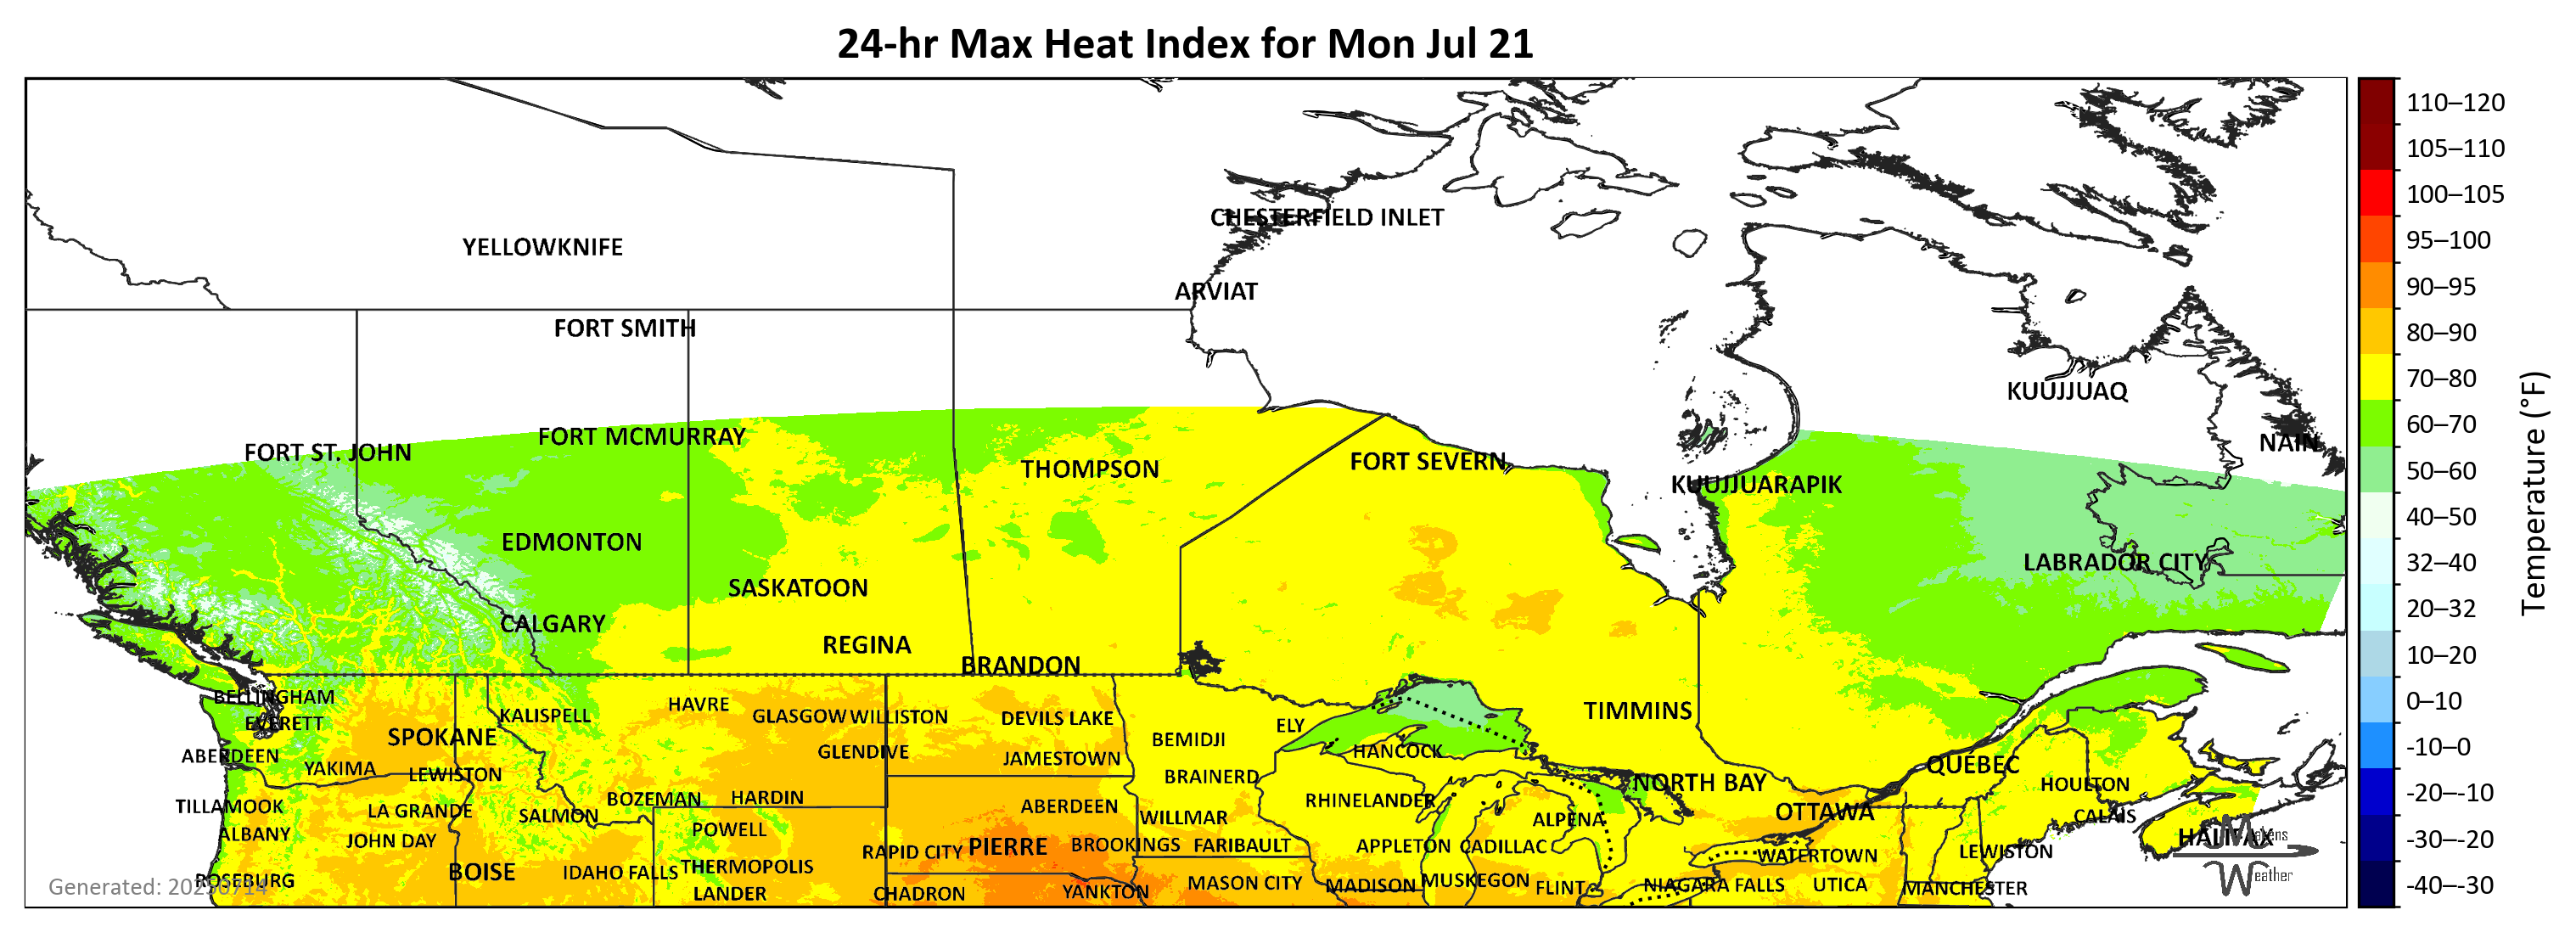 24-hr Max Heat Index for Mon Jul 21
110–120
105–110
CHESTERFIELD INLET
100–105
YELLOWKNIFE
95–100
ARVIAT
90–95
FORT SMITH
80–90
KUUJJUAQ
70–80
FORT MCMURRAY
60–70
NAIN
FORT ST. JOHN
THOMPSON
FORT SEVERN
50–60
KUUJJUARAPIK
40–50
EDMONTON
LABRADOR CITY
32–40
Temperature (°F)
SASKATOON
20–32
CALGARY
REGINA
BRANDON
10–20
BELLINGHAM
KALISPELL
HAVRE
GLASGOW
WILLISTON
DEVILS LAKE
TIMMINS
0–10
EVERETT
SPOKANE
BEMIDJI
ELY
-10–0
ABERDEEN
GLENDIVE
JAMESTOWN
HANCOCK
YAKIMA
LEWISTON
BRAINERD
NORTH BAY
QUÉBEC
HOULTON
-20–-10
TILLAMOOK
LA GRANDE
SALMON
BOZEMAN
HARDIN
ABERDEEN
WILLMAR
RHINELANDER
ALPENA
OTTAWA
CALAIS
ALBANY
JOHN DAY
POWELL
-30–-20
HALIFAX
Makens
Weather
RAPID CITY
PIERRE
BROOKINGS
FARIBAULT
APPLETON
CADILLAC
WATERTOWN
LEWISTON
BOISE
IDAHO FALLS
THERMOPOLIS
ROSEBURG
LANDER
CHADRON
YANKTON
MASON CITY
MADISON
MUSKEGON
FLINT
NIAGARA FALLS
UTICA
MANCHESTER
-40–-30
Generated: 20250714